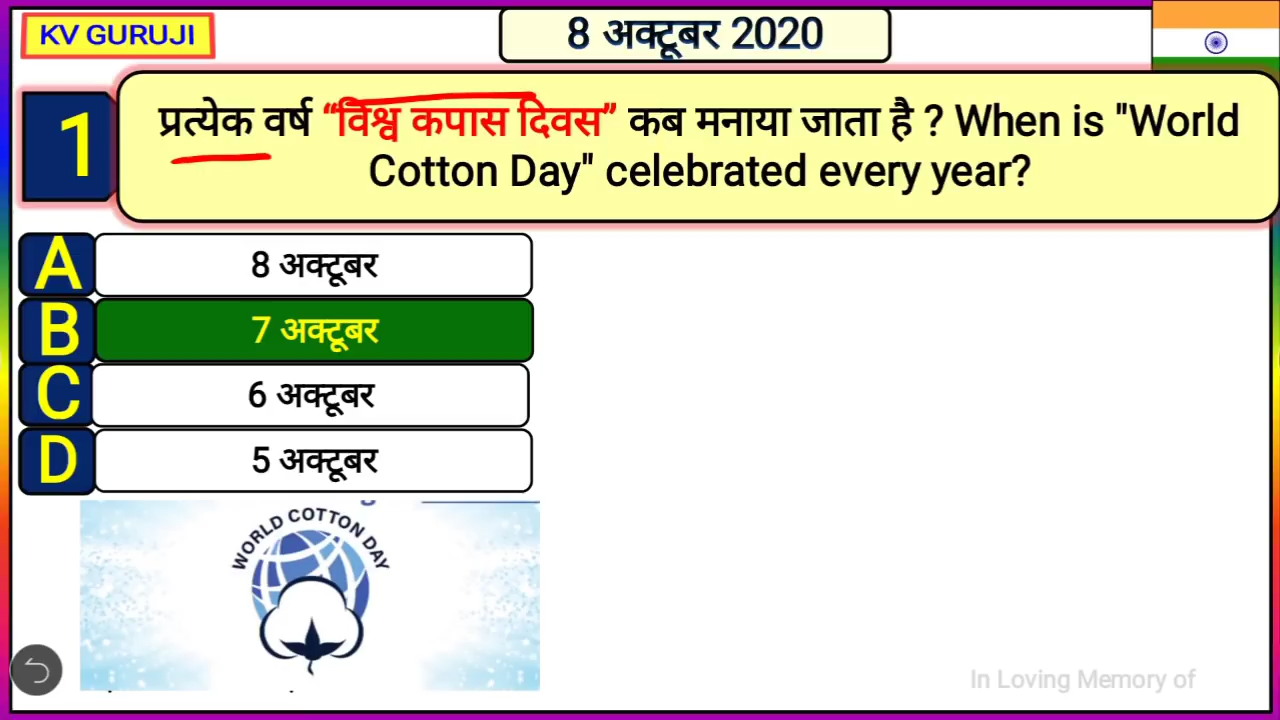 KV GURUJI
8 अक्टूबर 2020
1
प्रत्येक वर्ष “विश्व कपास दिवस” कब मनाया जाता है ? When is "World
Cotton Day" celebrated every year?
A
8 अक्टूबर
B
7 अक्टूबर
C
6 अक्टूबर
D
5 अक्टूबर
WORLD COTTON DAY
In Loving Memory of